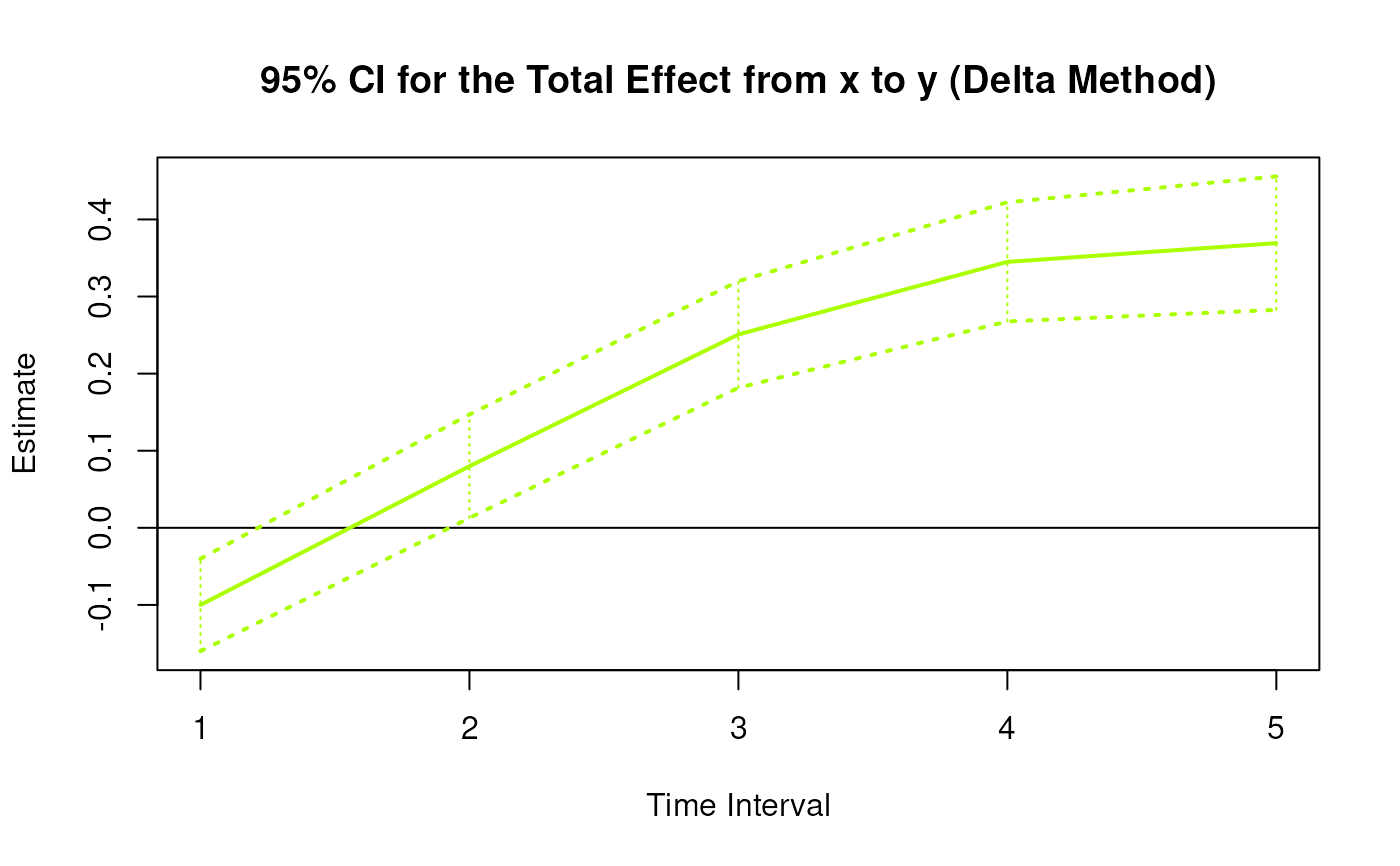 95% CI for the Total Effect from x to y (Delta Method)
Estimate
0.4
0.3
0.2
0.1
0.0
-0.1
1 2 3 4 5
Time Interval